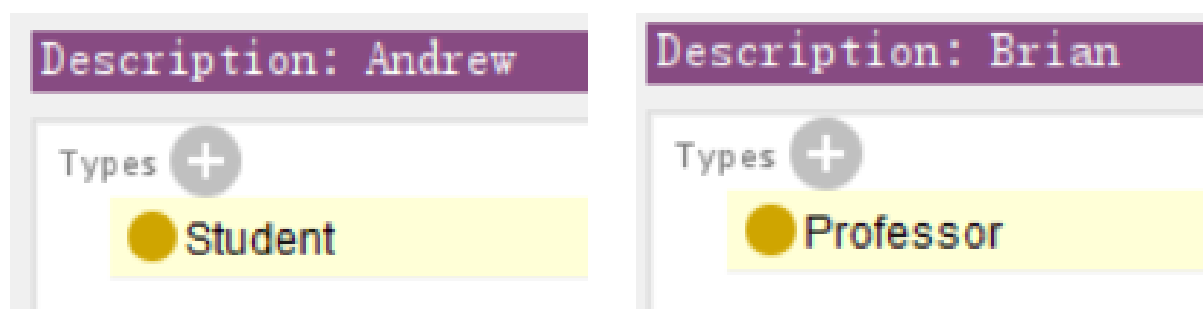 Description: Andrew
Types
Student
Description: Brian
Types
Professor